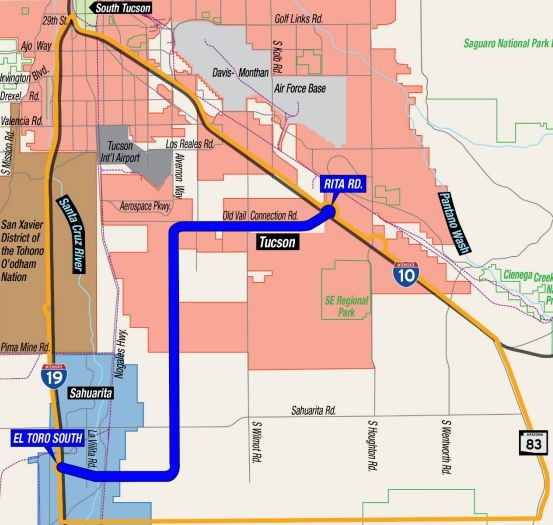 South Tucson
29th St.
Golf Links Rd.
Ajo Way
S Kolb Rd.
Saguaro National Park
Irvington Blvd.
Davis- Monthan
Drexel Rd.
Air Force Base
Valencia Rd.
S Mission Rd
Tucson
Int'l Airport
Los Reales Rd.
Alvernon Way
RITA RD.
Aerospace Pkwy.
Old Vail Connection Rd.
Pantano Wash
San Xavier
District of
the Tohono
O'odham
Nation
Santa Cruz River
Tucson
INTERSTATE
10
Cienega Creek
SE Regional
Park
Pima Mine Rd.
Nogales Hwy.
INTERSTATE
19
Sahuarita
Sahuarita Rd.
EL TORO SOUTH
La Villita Rd.
S Wilmot Rd.
S Houghton Rd.
S Wentworth Rd.
ARIZONA
83